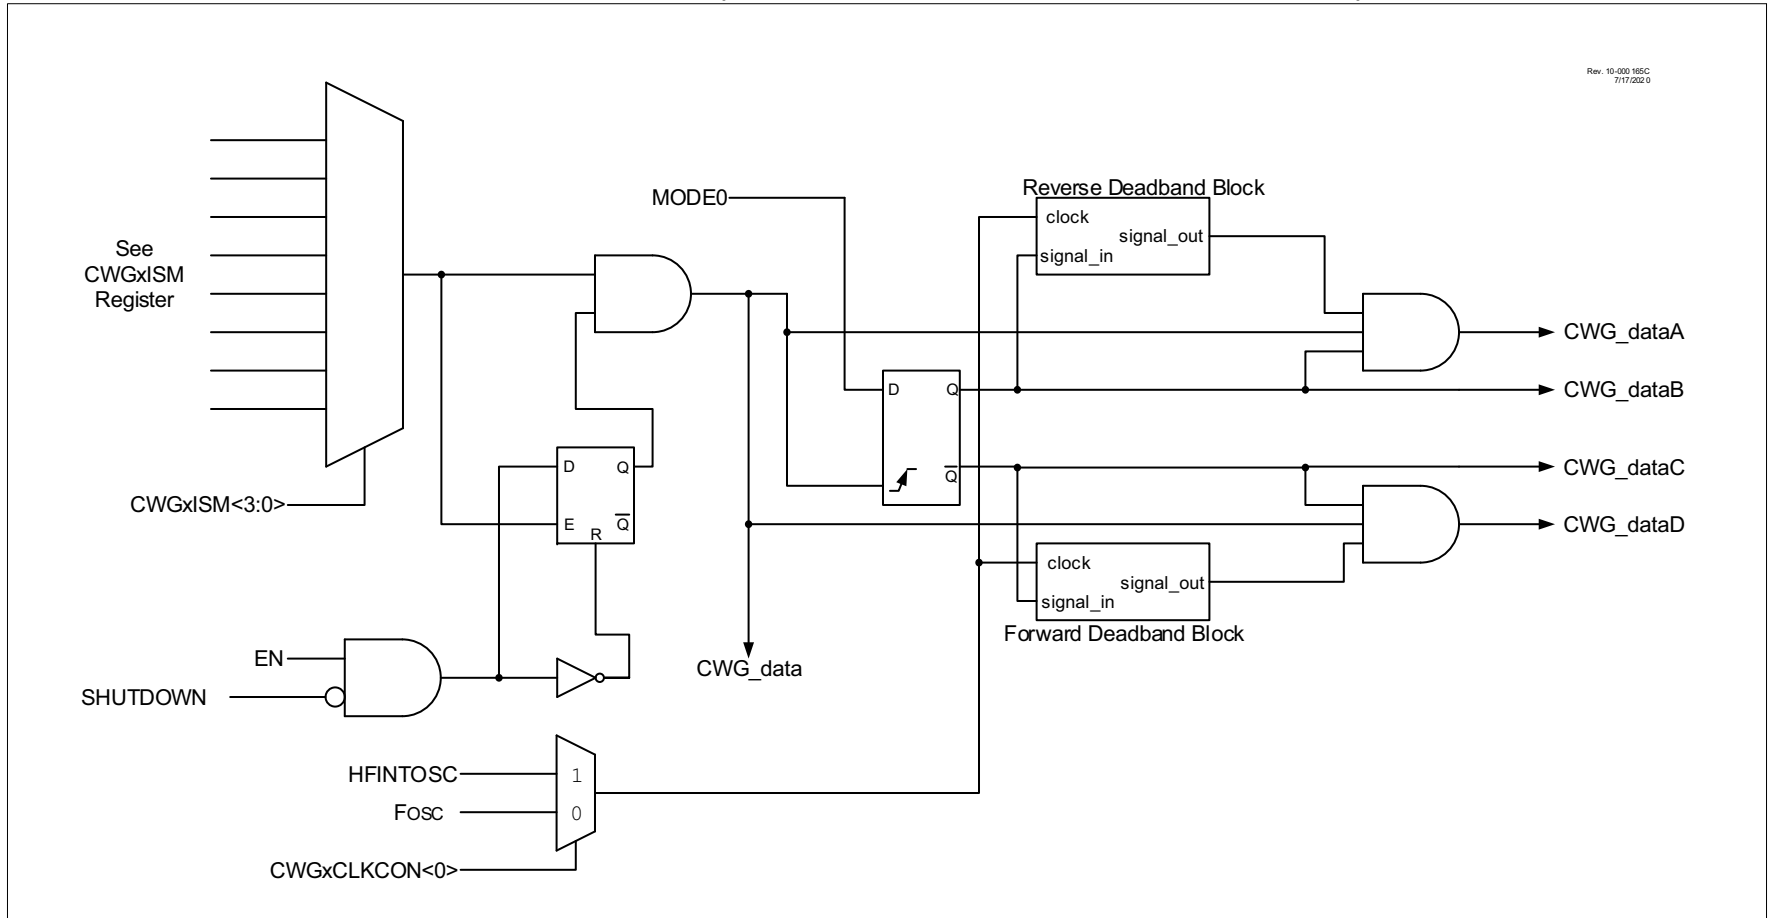 Rev. 10-000 165C
7/17/202 0
MODE0
Reverse Deadband Block
clock
signal_out
signal_in
See
CWGxISM
Register
CWG_dataA
D
Q
CWG_dataB
D
Q
Q
CWG_dataC
CWGxISM<3:0>
E
Q
R
CWG_dataD
clock
signal_out
signal_in
Forward Deadband Block
EN
CWG_data
SHUTDOWN
HFINTOSC
1
FOSC
0
CWGxCLKCON<0>